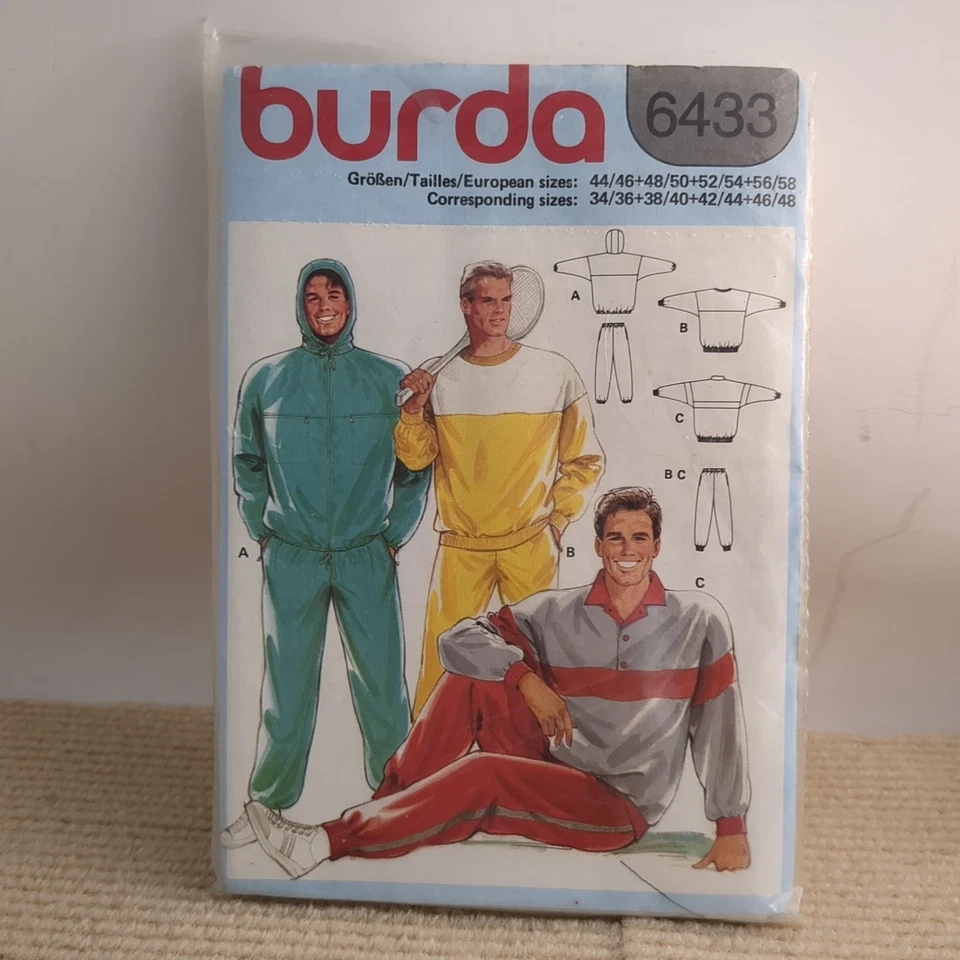 burda
6433
Größen/Tailles/European sizes: 44/46+48/50+52/54+56/58
Corresponding sizes: 34/36+38/40+42/44+46/48
A
B
C
B C
A
B
C